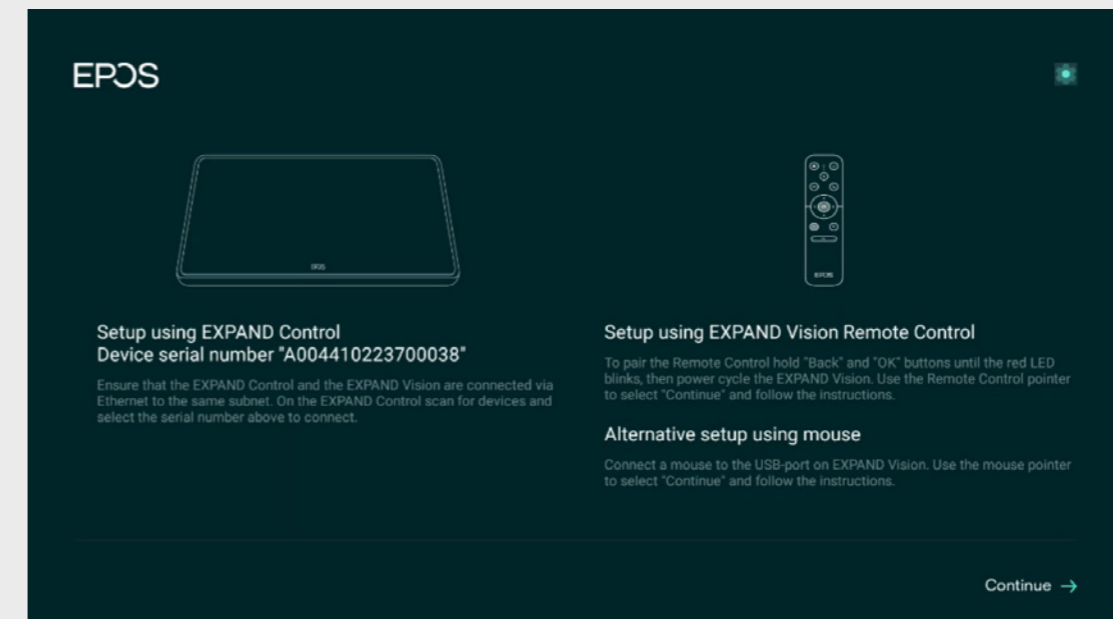 EPOS
EPOS
EPOS
Setup using EXPAND Control
Device serial number "A004410223700038"
Ensure that the EXPAND Control and the EXPAND Vision are connected via
Ethernet to the same subnet. On the EXPAND Control scan for devices and
select the serial number above to connect.
Setup using EXPAND Vision Remote Control
To pair the Remote Control hold "Back" and "OK" buttons until the red LED
blinks, then power cycle the EXPAND Vision. Use the Remote Control pointer
to select "Continue" and follow the instructions.
Alternative setup using mouse
Connect a mouse to the USB-port on EXPAND Vision. Use the mouse pointer
to select "Continue" and follow the instructions.
Continue →